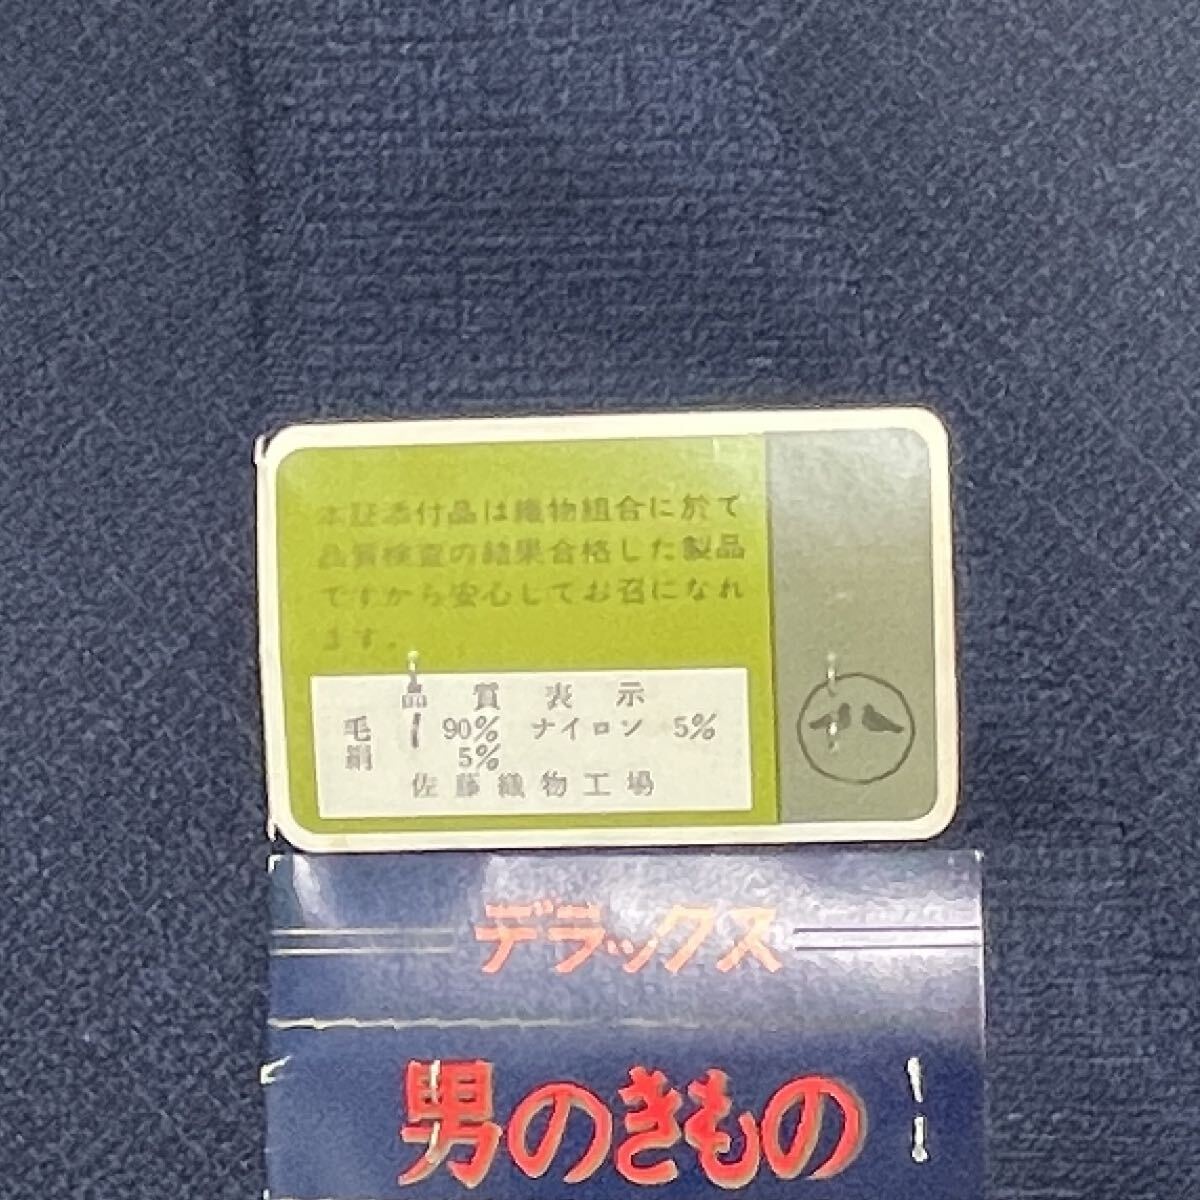 本証添付品は織物組合に於て
品質検査の結果合格した製品
ですから安心してお召になれ
ます。
品質表示
毛 90% ナイロン 5%
絹 5%
佐藤織物工場
デラックス
男のきもの